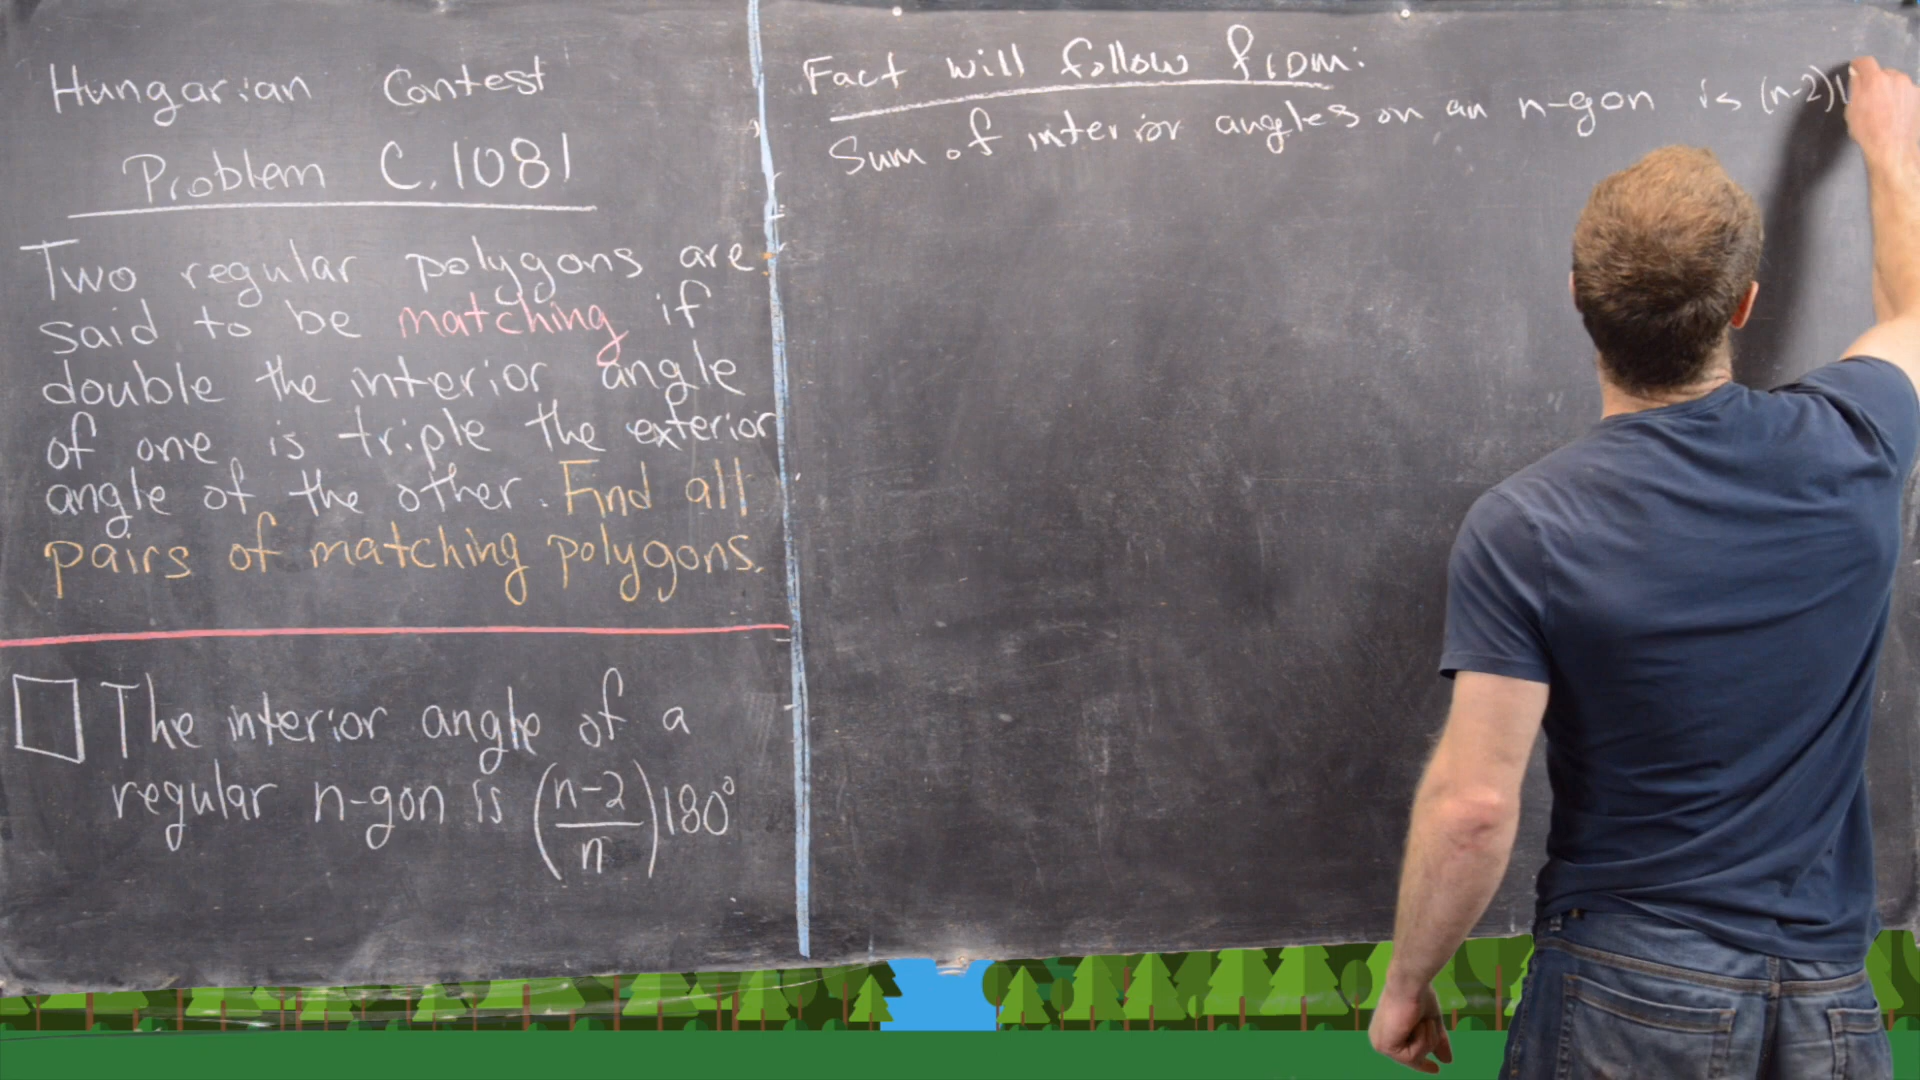 Hungarian Contest
Problem C.1081
Two regular polygons are
said to be matching if
double the interior angle
of one is triple the exterior
angle of the other. Find all
pairs of matching polygons.
□ The interior angle of a
regular n-gon is (n-2/n)180°
Fact will follow from:
Sum of interior angles on an n-gon is (n-2)1